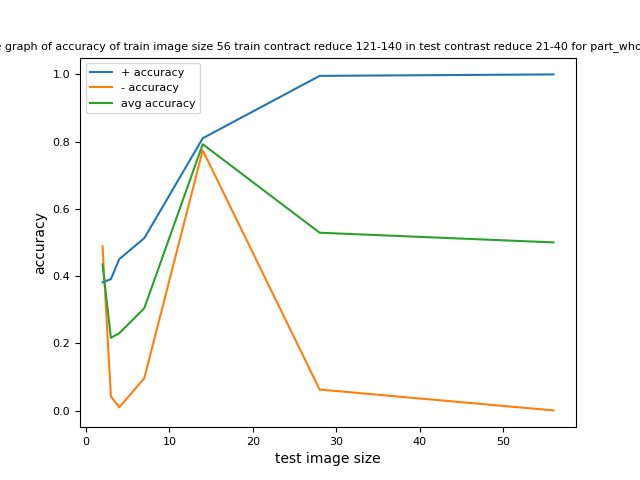 graph of accuracy of train image size 56 train contract reduce 121-140 in test contrast reduce 21-40 for
+ accuracy
- accuracy
avg accuracy
1.0
0.8
0.6
0.4
0.2
0.0
accuracy
0 10 20 30 40 50
test image size